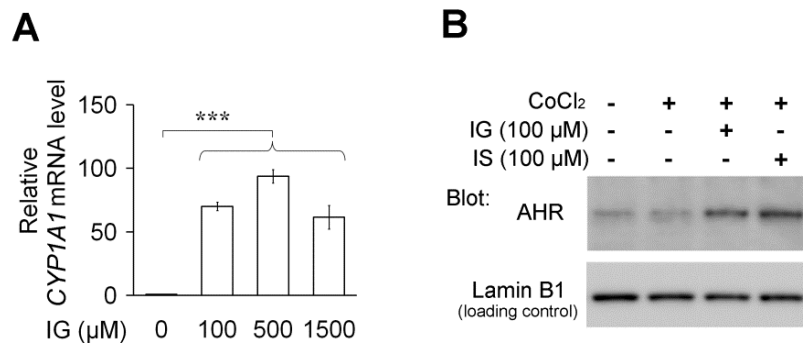 A
Relative
CYP1A1 mRNA level
150
100
50
0
***
IG (µM) 0 100 500 1500
B
CoCl₂ - + + +
IG (100 µM) - - + -
IS (100 µM) - - - +
Blot:
AHR
Lamin B1
(loading control)